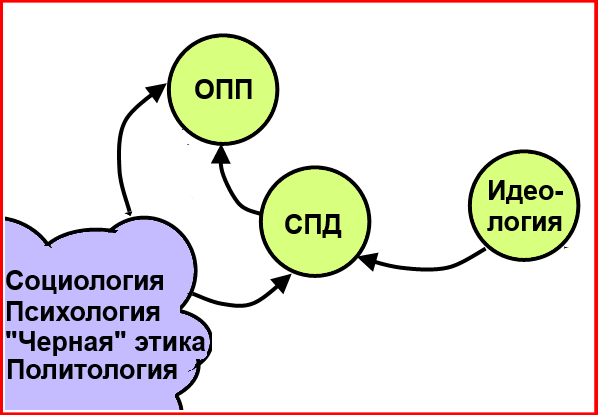 ОПП
СПД
Идео-
логия
Социология
Психология
"Черная" этика
Политология